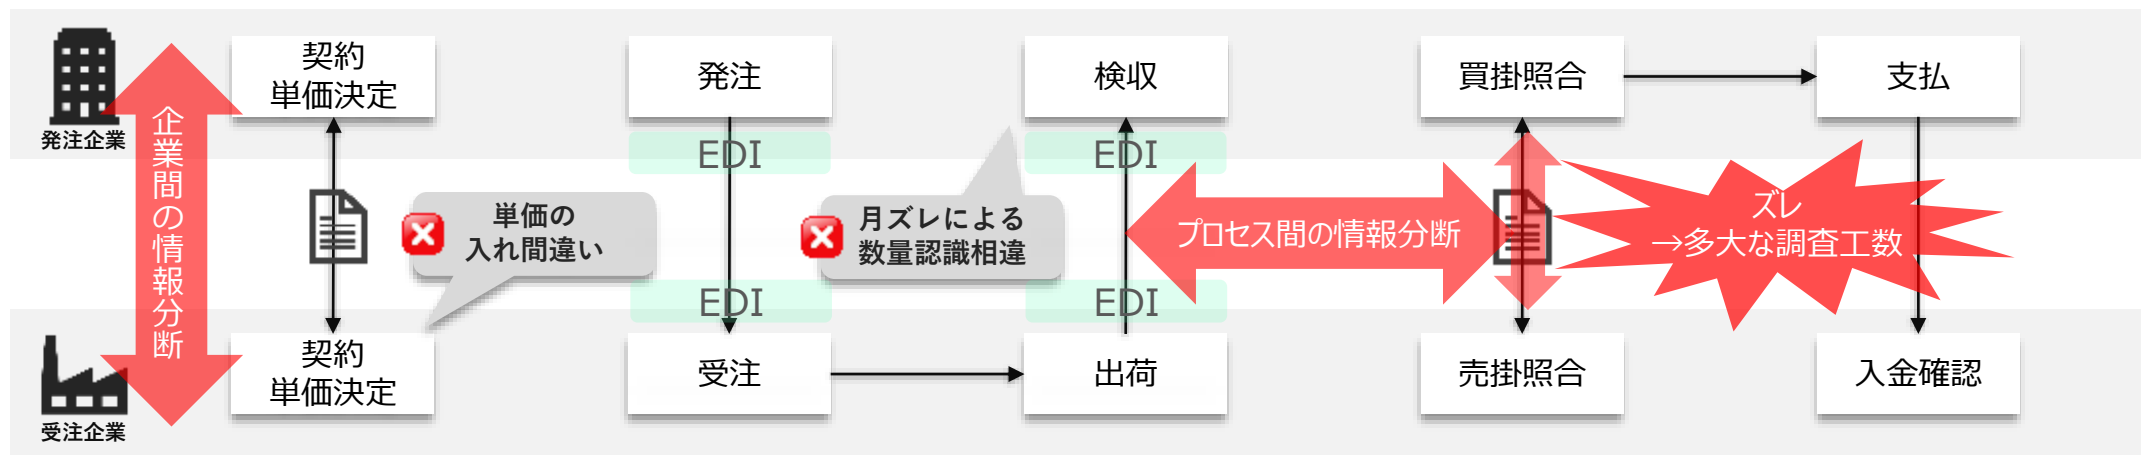 発注企業
企業間の情報分断
受注企業
契約
単価決定
契約
単価決定
単価の
入れ間違い
発注
EDI
EDI
受注
月ズレによる
数量認識相違
検収
EDI
EDI
出荷
プロセス間の情報分断
買掛照合
売掛照合
ズレ
→多大な調査工数
支払
入金確認